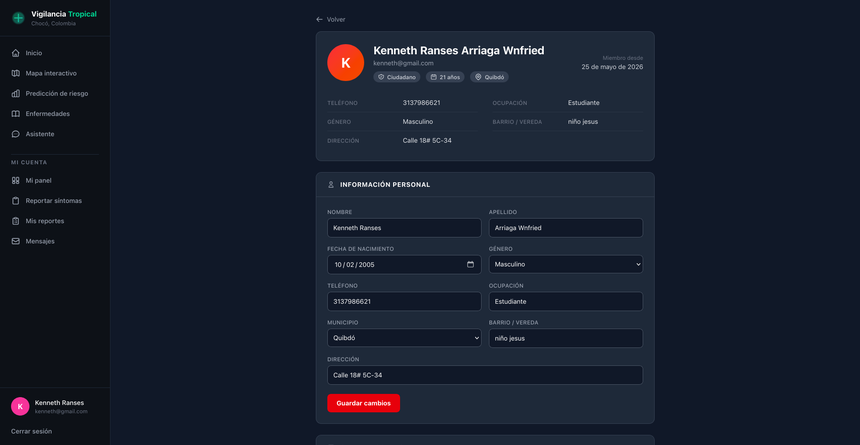 Vigilancia Tropical
Chocó, Colombia
Inicio
Mapa interactivo
Predicción de riesgo
Enfermedades
Asistente
MI CUENTA
Mi panel
Reportar síntomas
Mis reportes
Mensajes
K
Kenneth Ranses
kenneth@gmail.com
Cerrar sesión
← Volver
K
Kenneth Ranses Arriaga Wnfried
kenneth@gmail.com
Ciudadano
21 años
Quibdó
Miembro desde
25 de mayo de 2026
TELÉFONO
3137986621
OCUPACIÓN
Estudiante
GÉNERO
Masculino
BARRIO / VEREDA
niño jesus
DIRECCIÓN
Calle 18# 5C-34
INFORMACIÓN PERSONAL
NOMBRE
Kenneth Ranses
APELLIDO
Arriaga Wnfried
FECHA DE NACIMIENTO
10/02/2005
GÉNERO
Masculino
TELÉFONO
3137986621
OCUPACIÓN
Estudiante
MUNICIPIO
Quibdó
BARRIO / VEREDA
niño jesus
DIRECCIÓN
Calle 18# 5C-34
Guardar cambios